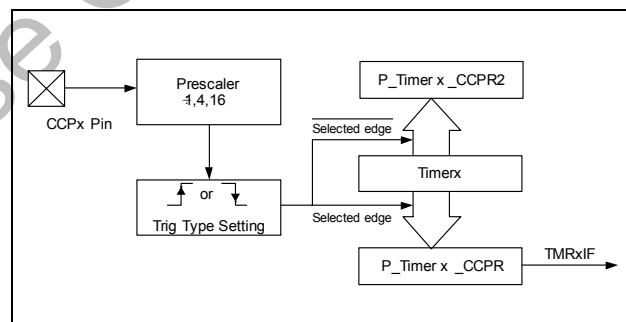 CCPx Pin
Prescaler
÷1,4,16
or
Trig Type Setting
Selected edge
Selected edge
P_Timer x _CCPR2
Timerx
P_Timer x _CCPR
TMRxIF